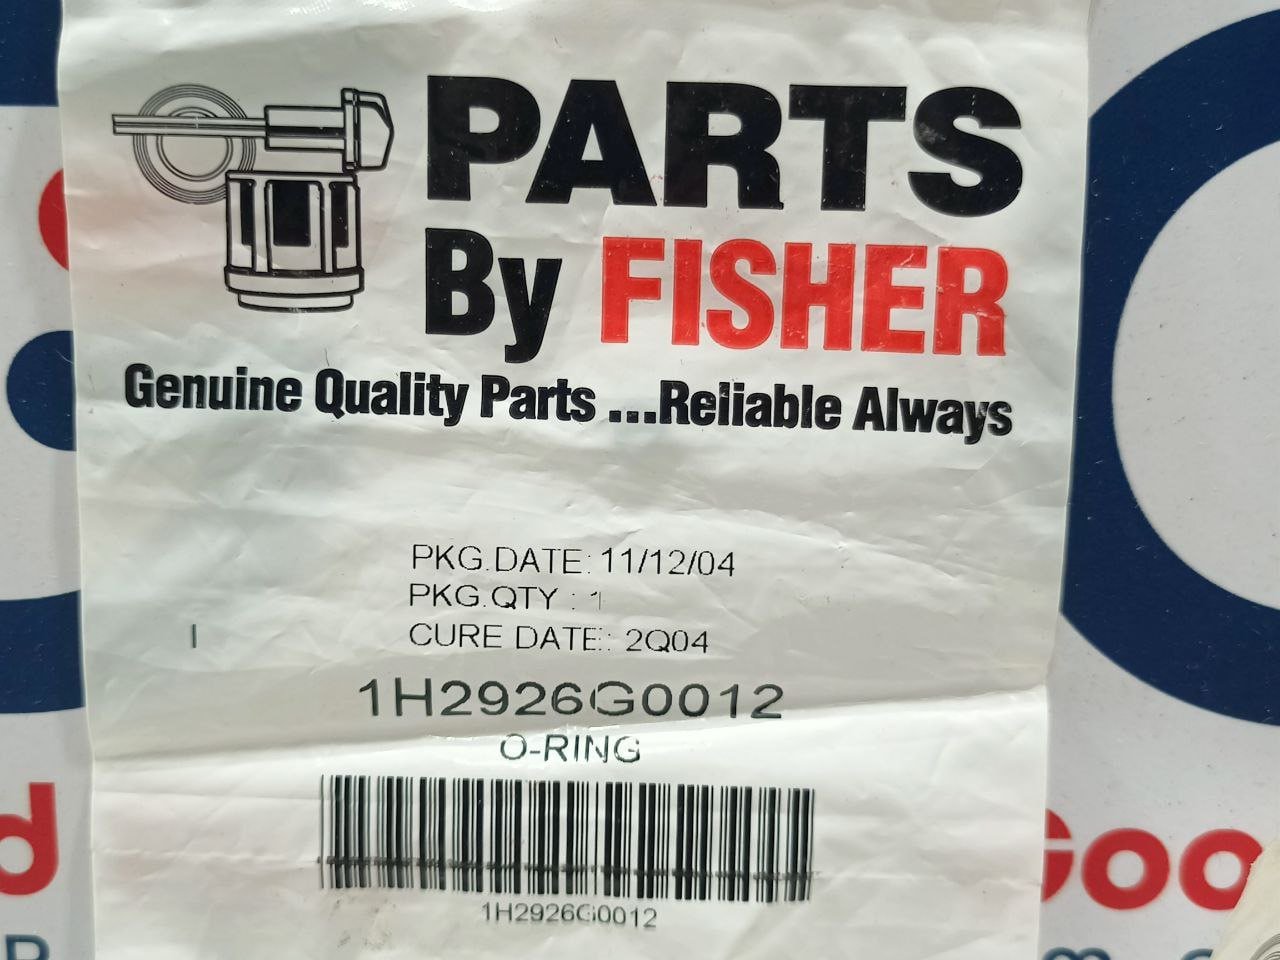 PARTS
By FISHER
Genuine Quality Parts ...Reliable Always
PKG.DATE: 11/12/04
PKG.QTY : 1
CURE DATE: 2Q04
1H2926G0012
O-RING
1H2926G0012